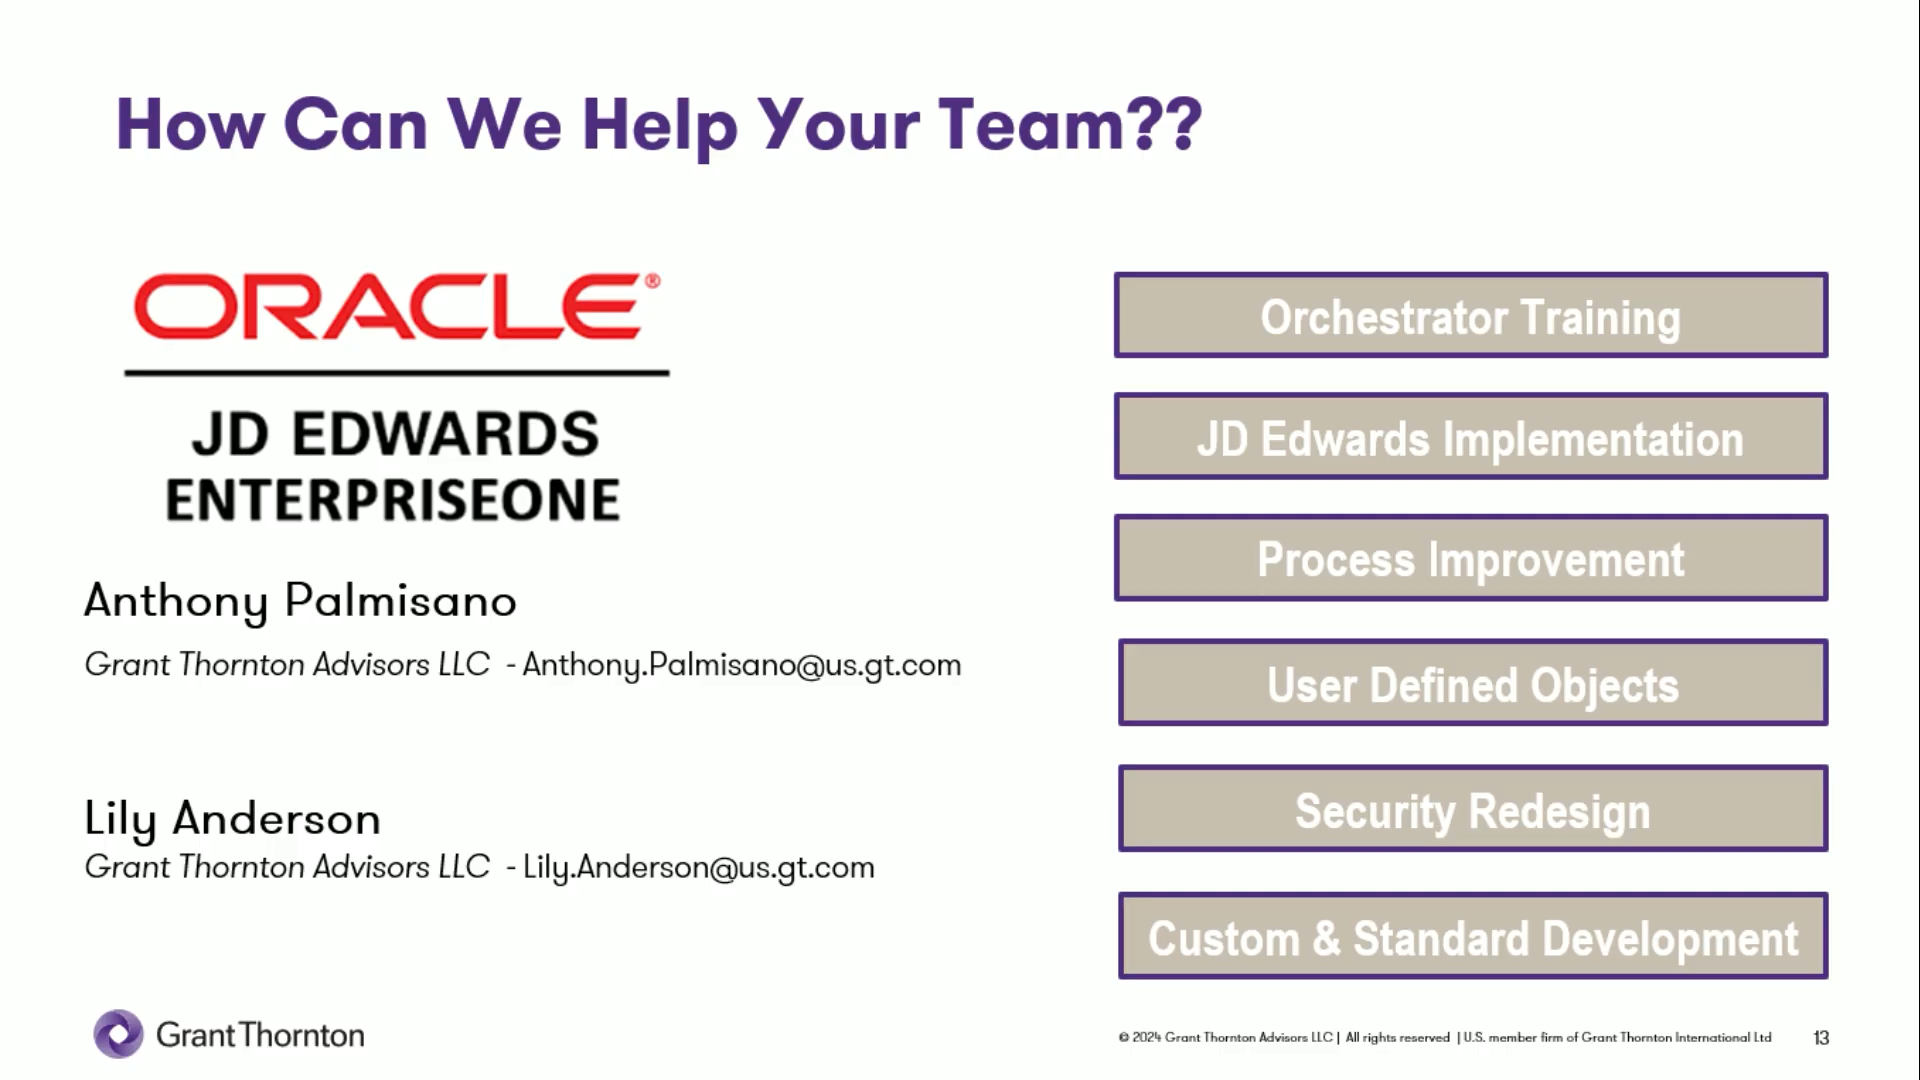 How Can We Help Your Team??
ORACLE®
JD EDWARDS
ENTERPRISEONE
Anthony Palmisano
Grant Thornton Advisors LLC - Anthony.Palmisano@us.gt.com
Lily Anderson
Grant Thornton Advisors LLC - Lily.Anderson@us.gt.com
Orchestrator Training
JD Edwards Implementation
Process Improvement
User Defined Objects
Security Redesign
Custom & Standard Development
GrantThornton
© 2024 Grant Thornton Advisors LLC | All rights reserved | U.S. member firm of Grant Thornton International Ltd
13